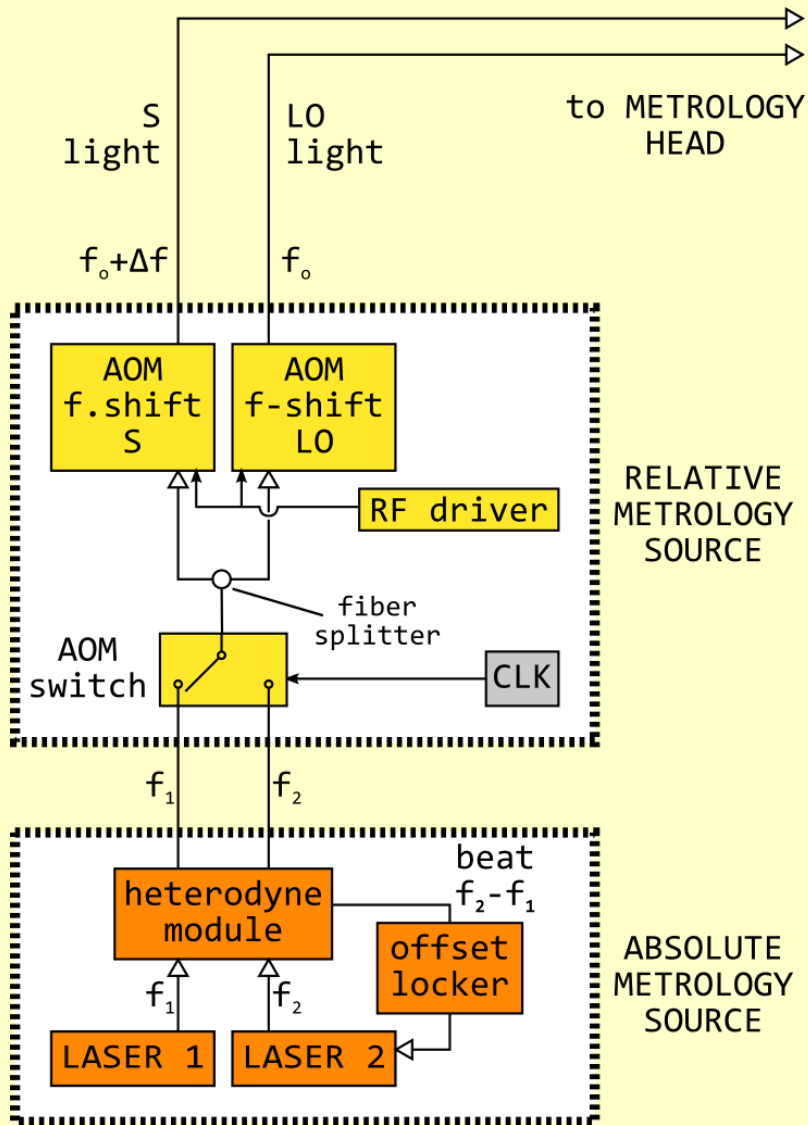 to METROLOGY
HEAD
S
light
LO
light
fₒ+Δf
fₒ
AOM
f.shift
S
AOM
f-shift
LO
RF driver
RELATIVE
METROLOGY
SOURCE
fiber
splitter
AOM
switch
CLK
f₁
f₂
beat
f₂-f₁
heterodyne
module
offset
locker
f₁
f₂
LASER 1
LASER 2
ABSOLUTE
METROLOGY
SOURCE